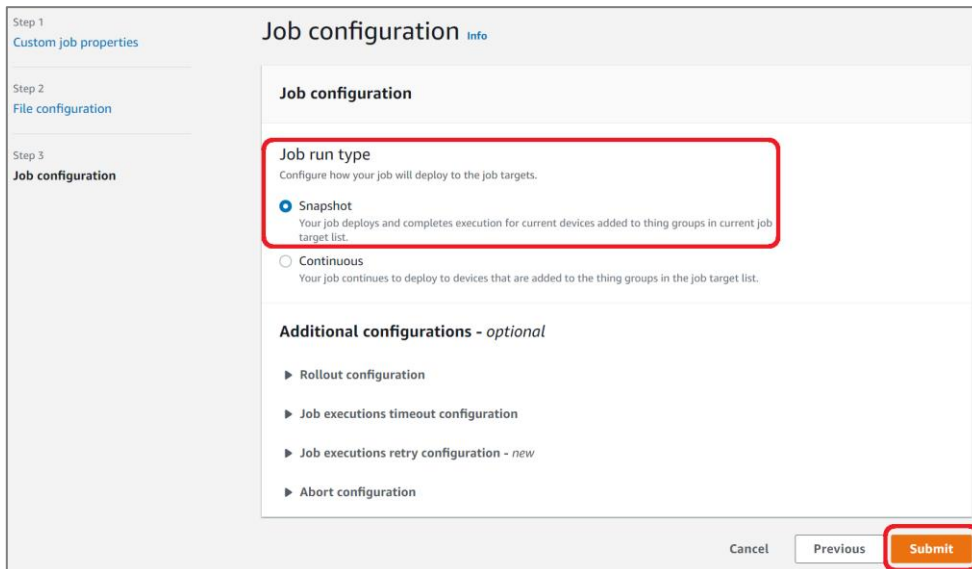 Step 1
Custom job properties
Step 2
File configuration
Step 3
Job configuration
Job configuration Info
Job configuration
Job run type
Configure how your job will deploy to the job targets.
Snapshot
Your job deploys and completes execution for current devices added to thing groups in current job
target list.
Continuous
Your job continues to deploy to devices that are added to the thing groups in the job target list.
Additional configurations - optional
Rollout configuration
Job executions timeout configuration
Job executions retry configuration - new
Abort configuration
Cancel
Previous
Submit